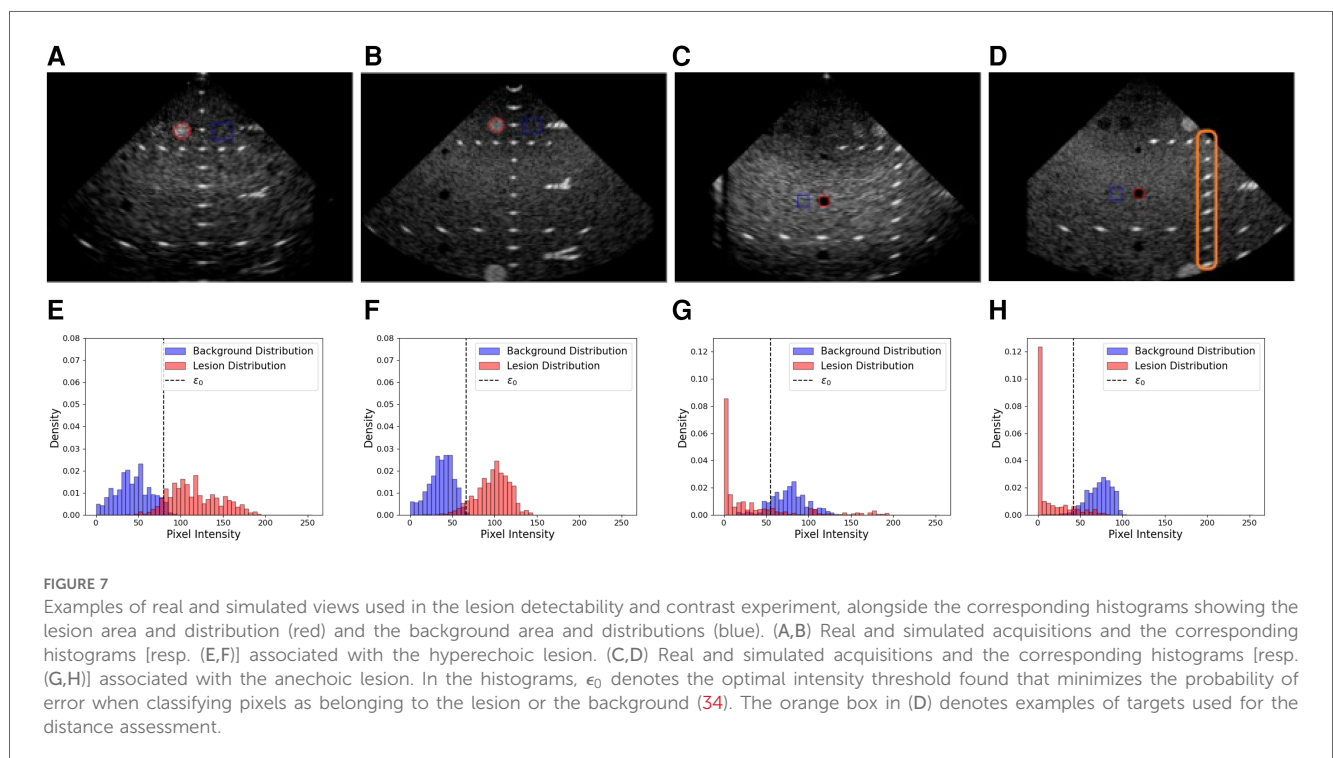 A B C D
E F G H
0.08
0.07
0.06
0.05
0.04
0.03
0.02
0.01
0.00
Density
0 50 100 150 200 250
Pixel Intensity
Background Distribution
Lesion Distribution
ε0
0.08
0.07
0.06
0.05
0.04
0.03
0.02
0.01
0.00
Density
0 50 100 150 200 250
Pixel Intensity
Background Distribution
Lesion Distribution
ε0
0.12
0.10
0.08
0.06
0.04
0.02
0.00
Density
0 50 100 150 200 250
Pixel Intensity
Background Distribution
Lesion Distribution
ε0
0.12
0.10
0.08
0.06
0.04
0.02
0.00
Density
0 50 100 150 200 250
Pixel Intensity
Background Distribution
Lesion Distribution
ε0
FIGURE 7
Examples of real and simulated views used in the lesion detectability and contrast experiment, alongside the corresponding histograms showing the
lesion area and distribution (red) and the background area and distributions (blue). (A,B) Real and simulated acquisitions and the corresponding
histograms [resp. (E,F)] associated with the hyperechoic lesion. (C,D) Real and simulated acquisitions and the corresponding histograms [resp.
(G,H)] associated with the anechoic lesion. In the histograms, ϵ0 denotes the optimal intensity threshold found that minimizes the probability of
error when classifying pixels as belonging to the lesion or the background (34). The orange box in (D) denotes examples of targets used for the
distance assessment.